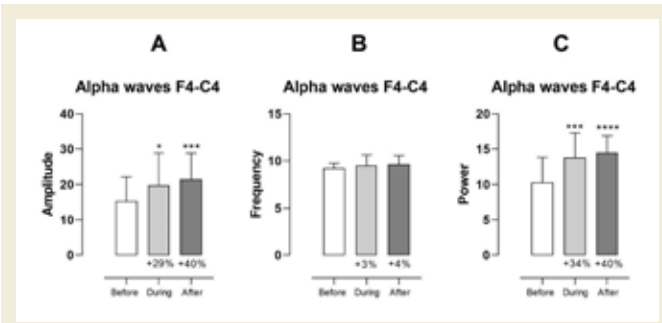 A
Alpha waves F4-C4
Amplitude
40
30
20
10
0
*
***
+29% +40%
Before During After
B
Alpha waves F4-C4
Frequency
15
10
5
0
+3% +4%
Before During After
C
Alpha waves F4-C4
Power
20
15
10
5
0
***
****
+34% +40%
Before During After